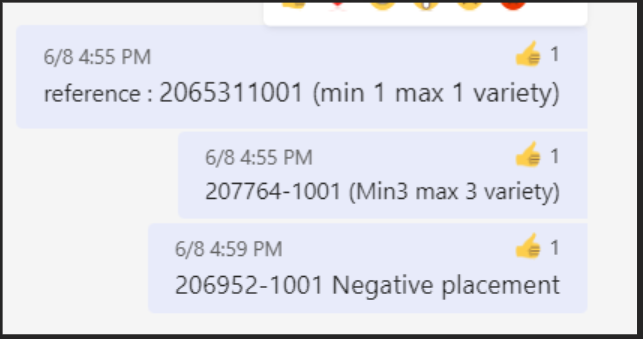 6/8 4:55 PM 1
reference : 2065311001 (min 1 max 1 variety)
6/8 4:55 PM 1
207764-1001 (Min3 max 3 variety)
6/8 4:59 PM 1
206952-1001 Negative placement